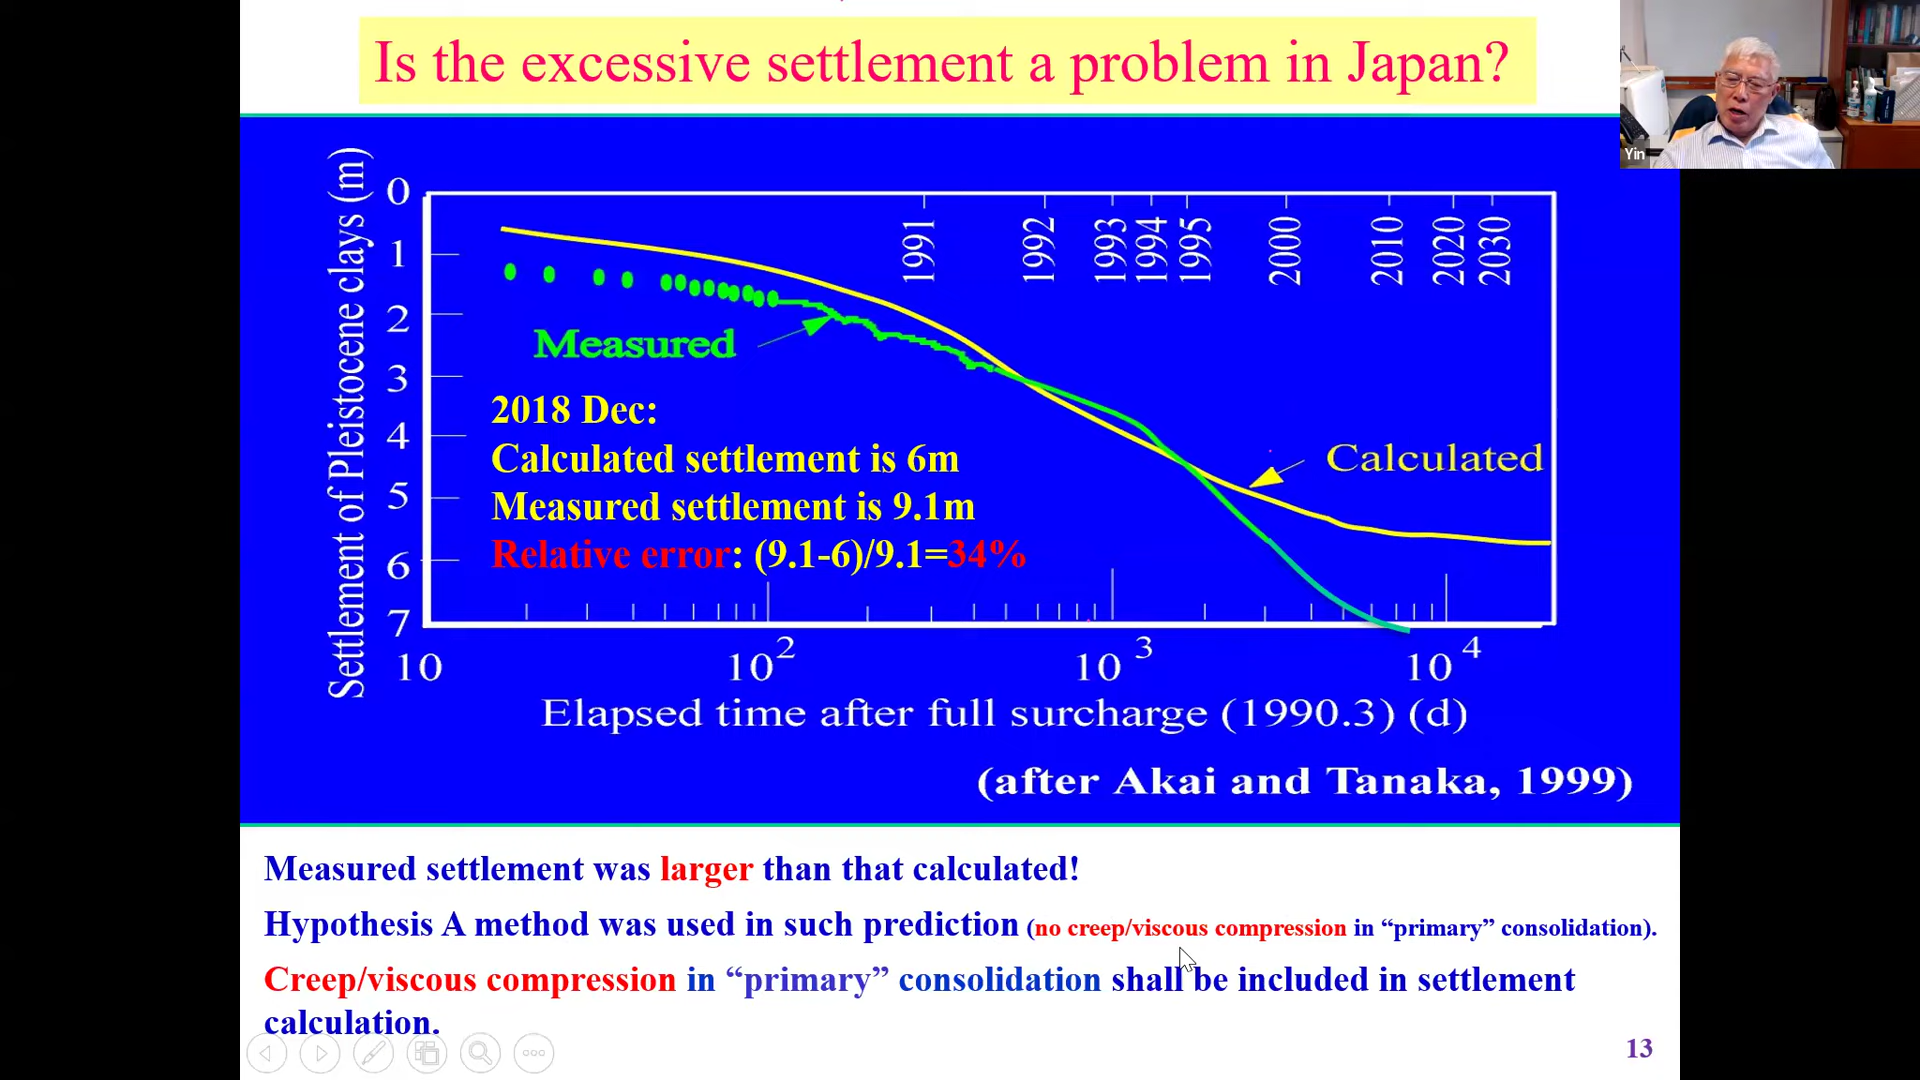 Is the excessive settlement a problem in Japan?
Yin
Settlement of Pleistocene clays (m)
0
1
2
3
4
5
6
7
1991
1992
1993
1994
1995
2000
2010
2020
2030
Measured
2018 Dec:
Calculated settlement is 6m
Measured settlement is 9.1m
Relative error: (9.1-6)/9.1=34%
Calculated
10
10²
10³
10⁴
Elapsed time after full surcharge (1990.3) (d)
(after Akai and Tanaka, 1999)
Measured settlement was larger than that calculated!
Hypothesis A method was used in such prediction (no creep/viscous compression in “primary” consolidation).
Creep/viscous compression in “primary” consolidation shall be included in settlement
calculation.
13